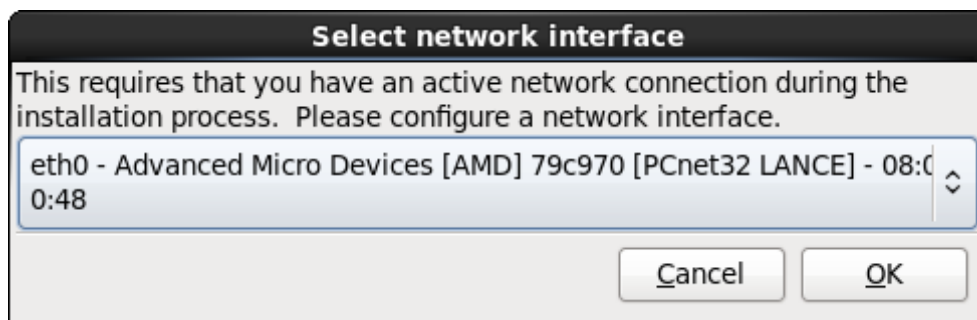 Select network interface
This requires that you have an active network connection during the
installation process.  Please configure a network interface.
eth0 - Advanced Micro Devices [AMD] 79c970 [PCnet32 LANCE] - 08:0
0:48
Cancel
OK